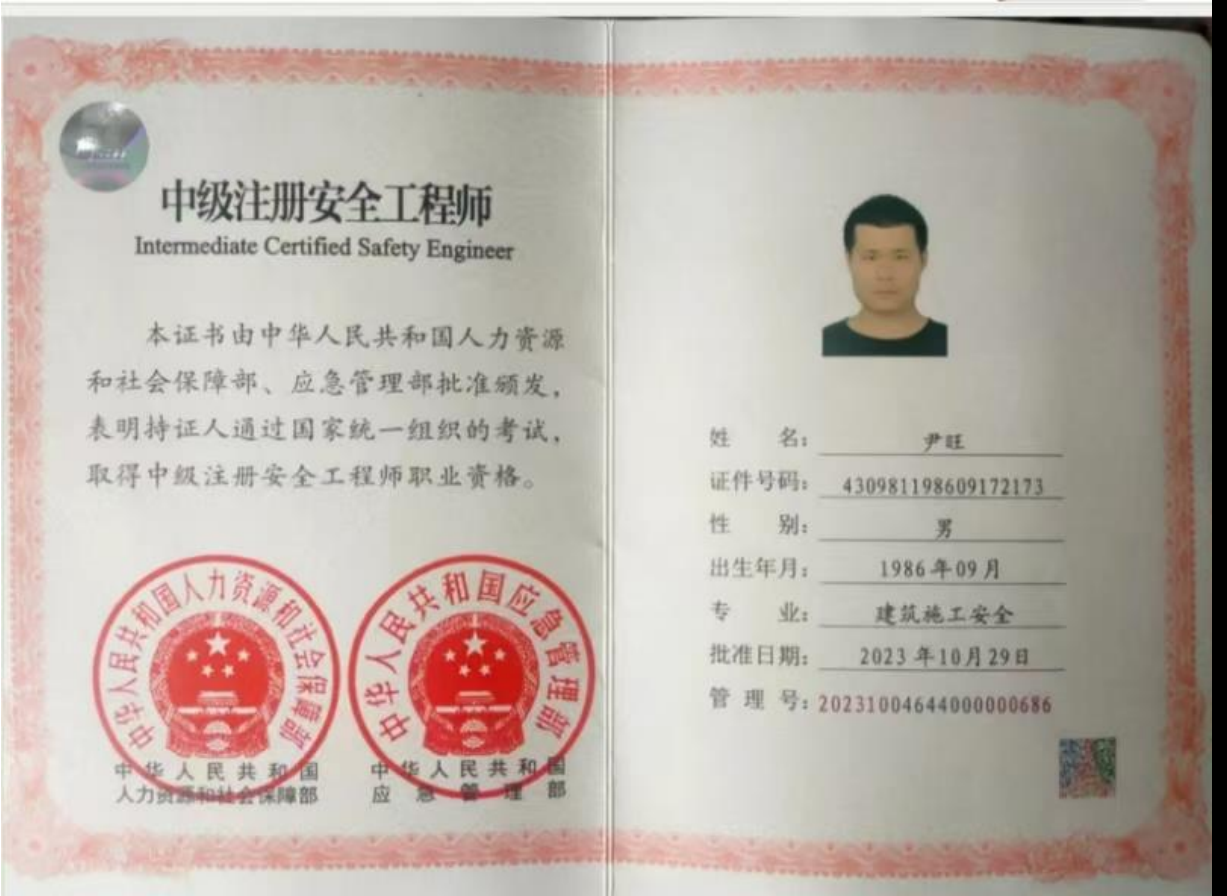 中级注册安全工程师
Intermediate Certified Safety Engineer
本证书由中华人民共和国人力资源
和社会保障部、应急管理部批准颁发，
表明持证人通过国家统一组织的考试，
取得中级注册安全工程师职业资格。
中华人民共和国人力资源和社会保障部
中华人民共和国应急管理部
中华人民共和国
人力资源和社会保障部
中华人民共和国
应急管理部
姓 名： 尹旺
证件号码： 430981198609172173
性 别： 男
出生年月： 1986年09月
专 业： 建筑施工安全
批准日期： 2023年10月29日
管 理 号：20231004644000000686